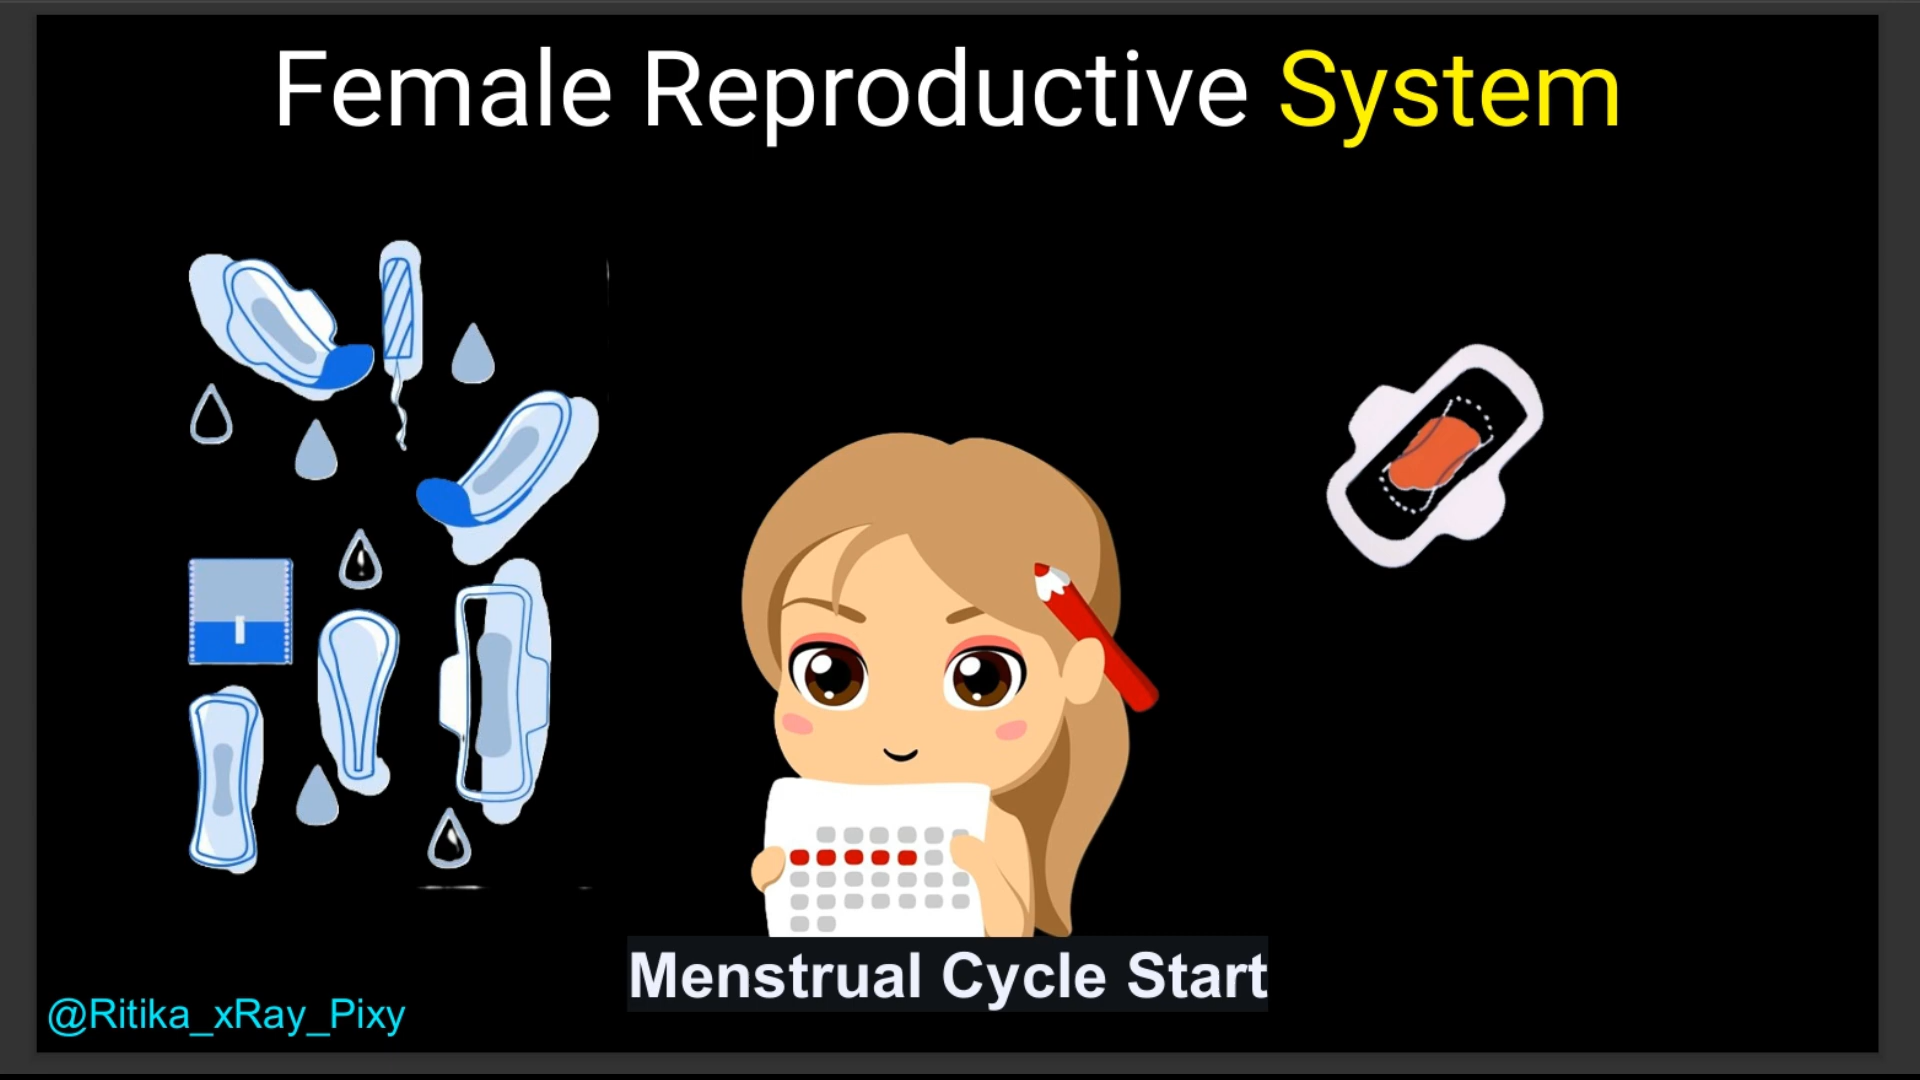 Female Reproductive System
Menstrual Cycle Start
@Ritika_xRay_Pixy